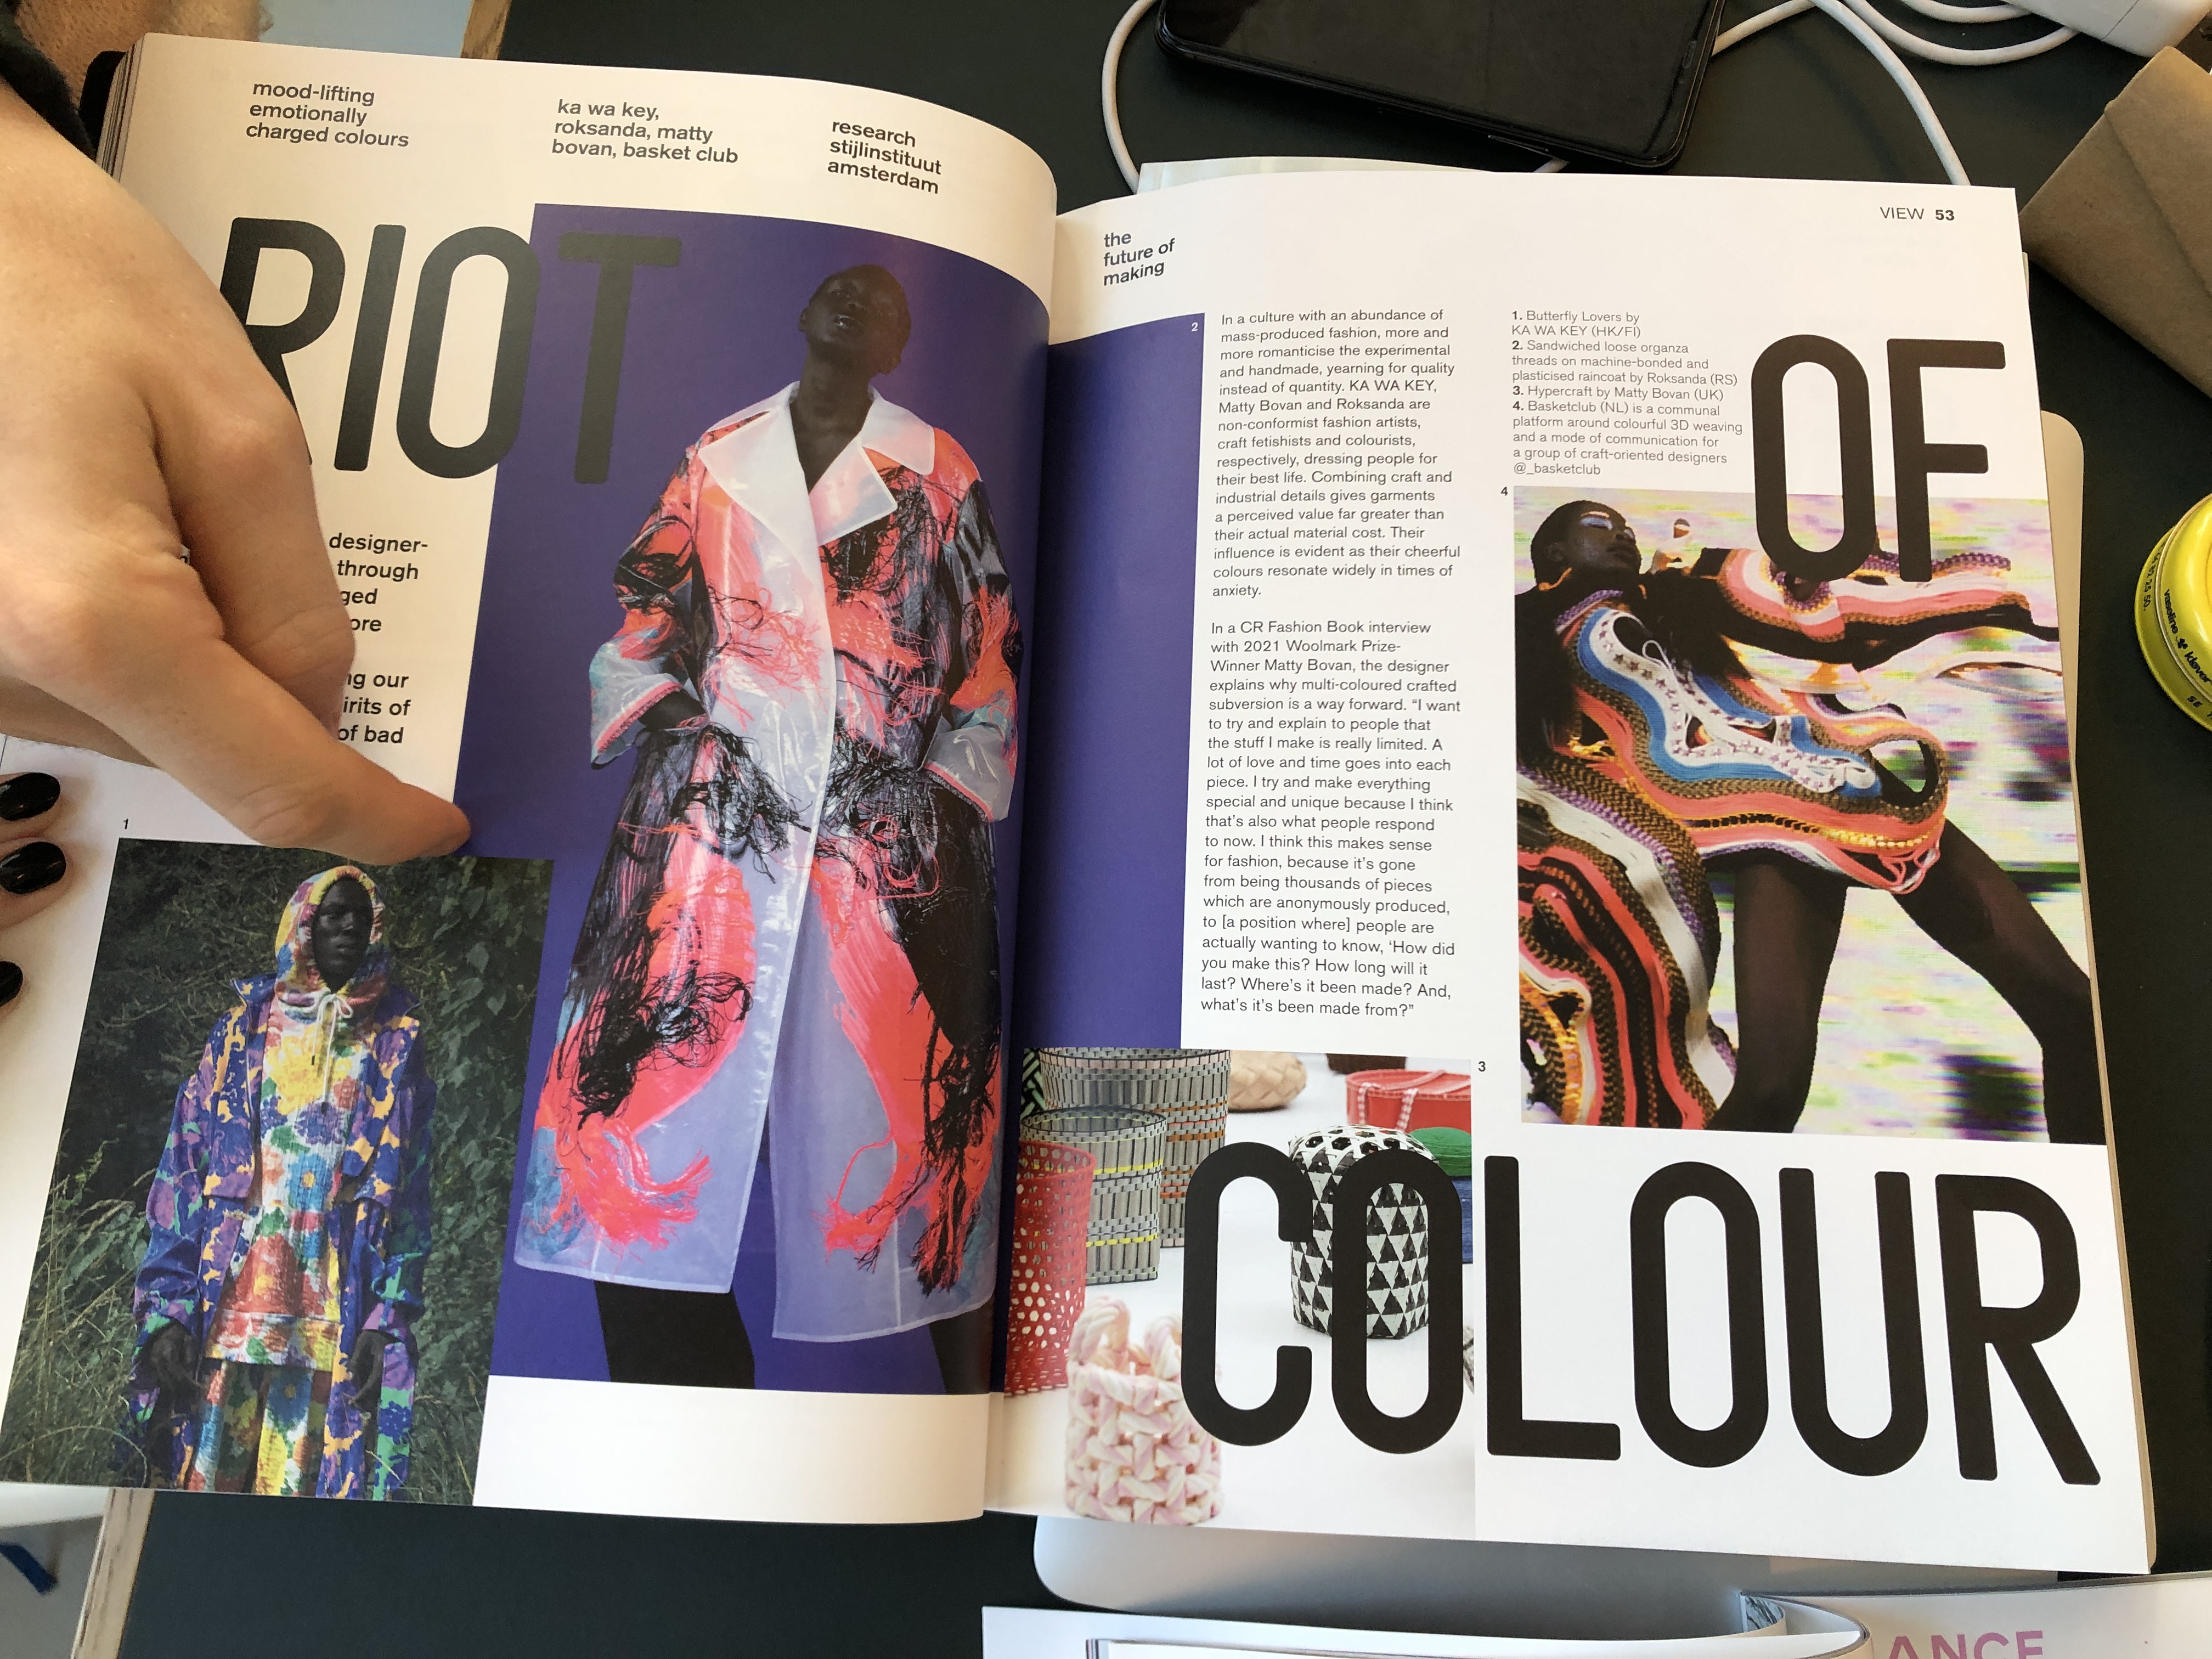 mood-lifting
emotionally
charged colours
ka wa key,
roksanda, matty
bovan, basket club
research
stijlinstituut
amsterdam
PIOT
designer-
through
ged
ore
ng our
irits of
of bad
1
the
future of
making
VIEW 53
2
In a culture with an abundance of
mass-produced fashion, more and
more romanticise the experimental
and handmade, yearning for quality
instead of quantity. KA WA KEY,
Matty Bovan and Roksanda are
non-conformist fashion artists,
craft fetishists and colourists,
respectively, dressing people for
their best life. Combining craft and
industrial details gives garments
a perceived value far greater than
their actual material cost. Their
influence is evident as their cheerful
colours resonate widely in times of
anxiety.
In a CR Fashion Book interview
with 2021 Woolmark Prize-
Winner Matty Bovan, the designer
explains why multi-coloured crafted
subversion is a way forward. “I want
to try and explain to people that
the stuff I make is really limited. A
lot of love and time goes into each
piece. I try and make everything
special and unique because I think
that's also what people respond
to now. I think this makes sense
for fashion, because it's gone
from being thousands of pieces
which are anonymously produced,
to [a position where] people are
actually wanting to know, ‘How did
you make this? How long will it
last? Where's it been made? And,
what's it's been made from?”
1. Butterfly Lovers by
KA WA KEY (HK/FI)
2. Sandwiched loose organza
threads on machine-bonded and
plasticised raincoat by Roksanda (RS)
3. Hypercraft by Matty Bovan (UK)
4. Basketclub (NL) is a communal
platform around colourful 3D weaving
and a mode of communication for
a group of craft-oriented designers
@_basketclub
4
OF
3
COLOUR
ANCE
vaseline